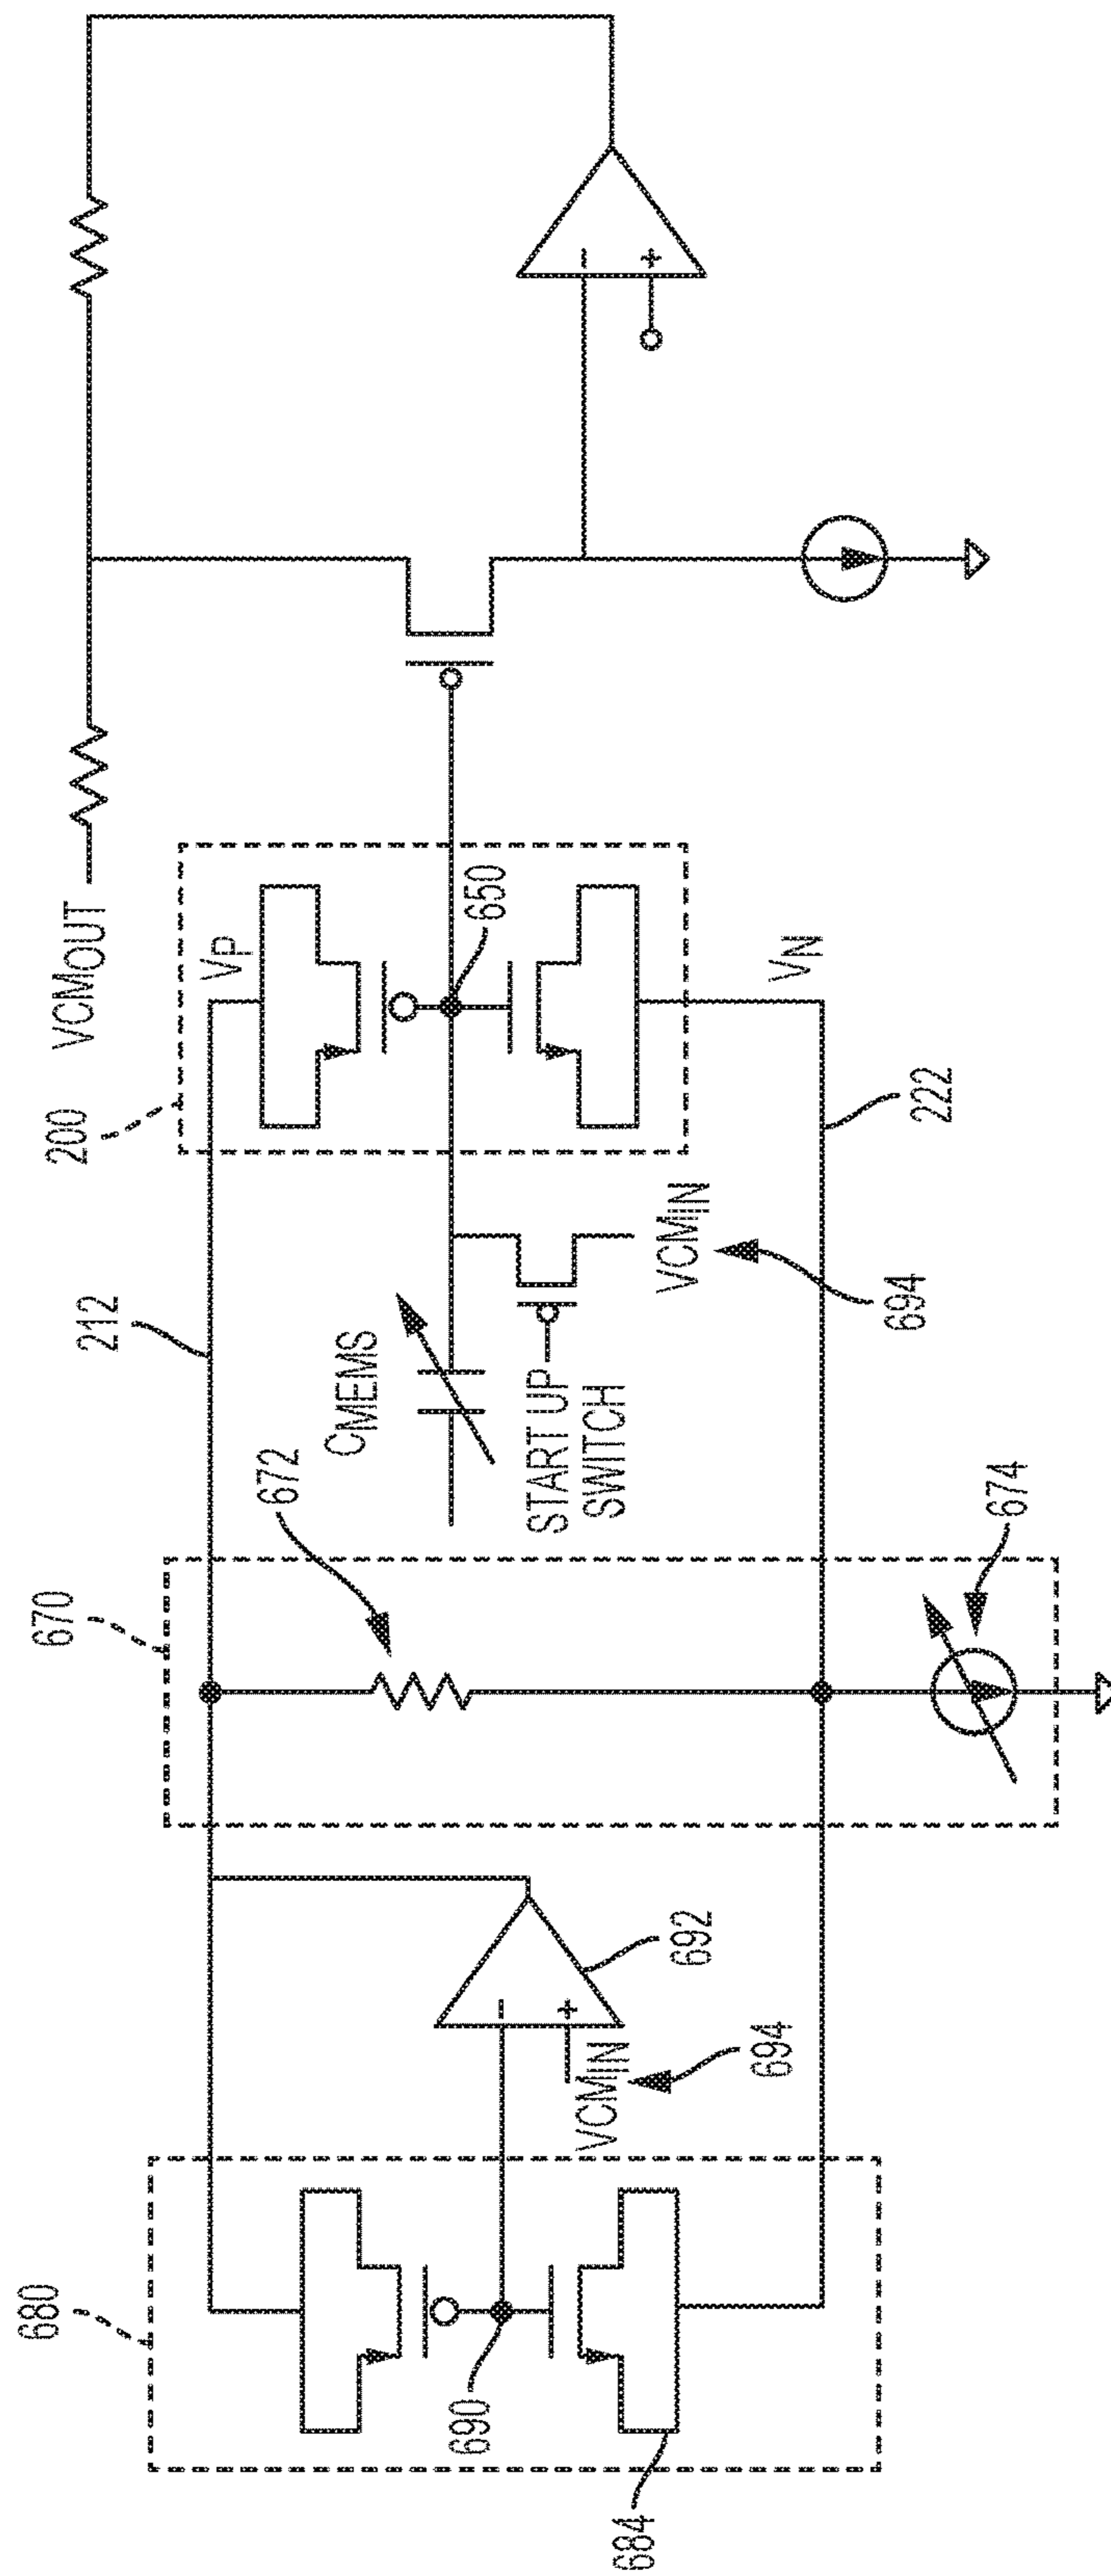 680
684
690
VCMIN
694
692
670
672
674
212
CMEMS
START UP
SWITCH
VCMIN
694
222
200
VP
VN
650
VCMOUT
−
+
−
+